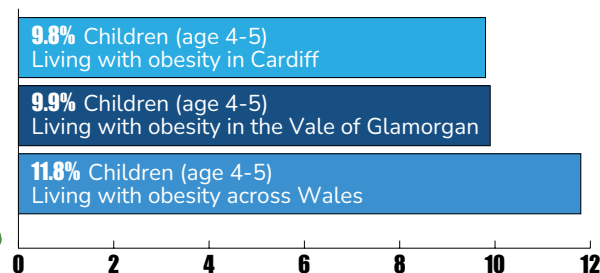 9.8% Children (age 4-5)
Living with obesity in Cardiff
9.9% Children (age 4-5)
Living with obesity in the Vale of Glamorgan
11.8% Children (age 4-5)
Living with obesity across Wales
0 2 4 6 8 10 12